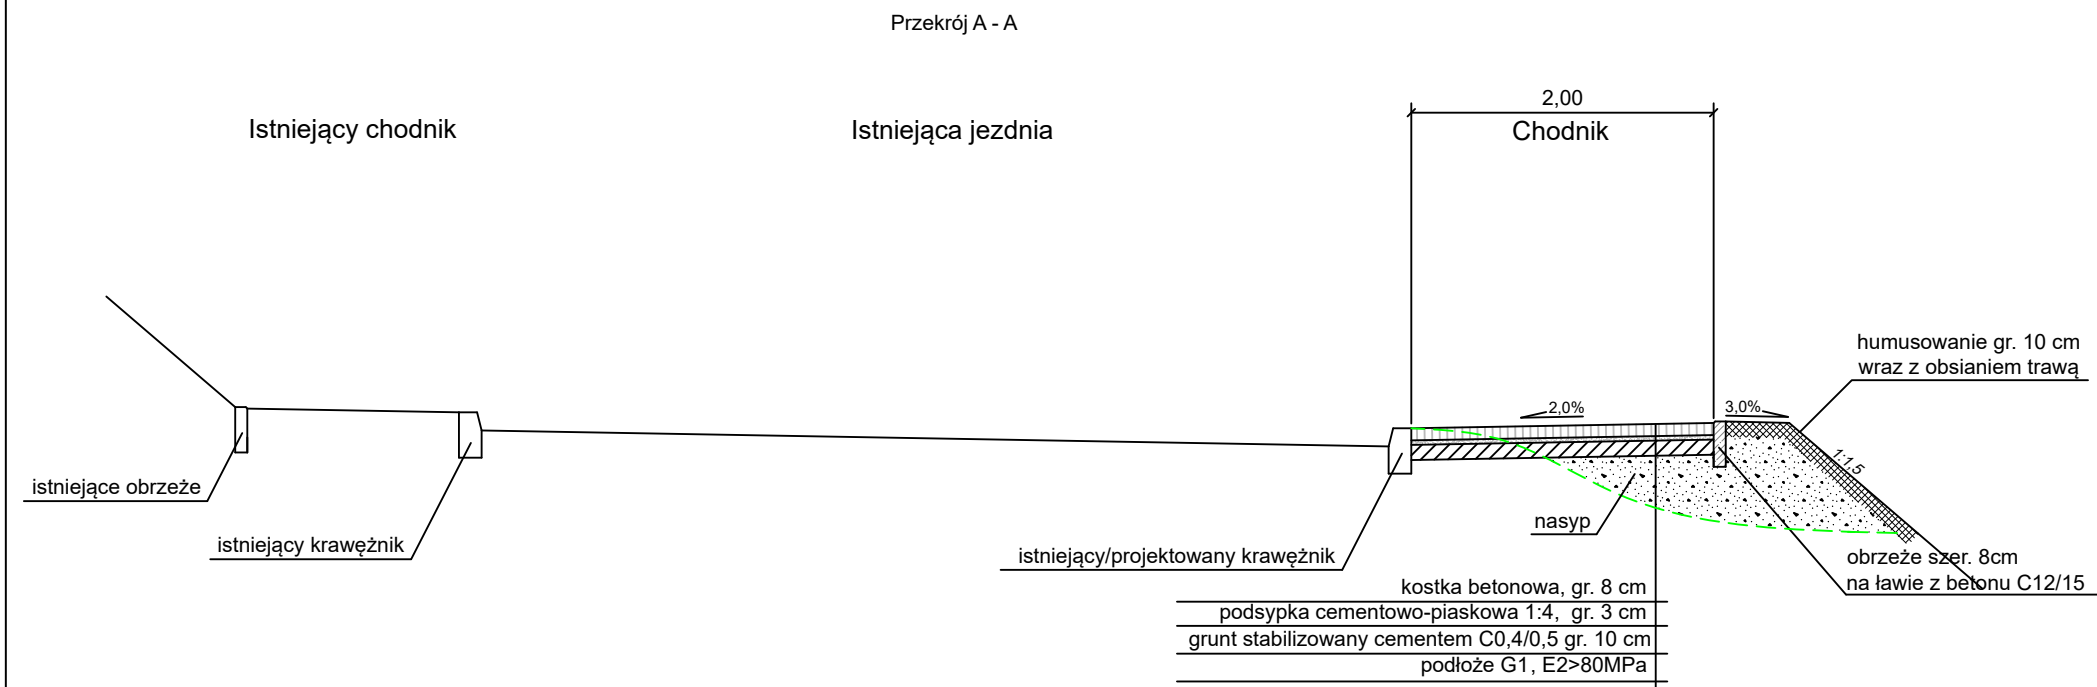 Przekrój A - A
Istniejący chodnik
Istniejąca jezdnia
2,00
Chodnik
humusowanie gr. 10 cm
wraz z obsianiem trawą
2,0%
3,0%
1:1,5
istniejące obrzeże
istniejący krawężnik
istniejący/projektowany krawężnik
nasyp
obrzeże szer. 8cm
na ławie z betonu C12/15
kostka betonowa, gr. 8 cm
podsypka cementowo-piaskowa 1:4, gr. 3 cm
grunt stabilizowany cementem C0,4/0,5 gr. 10 cm
podłoże G1, E2>80MPa